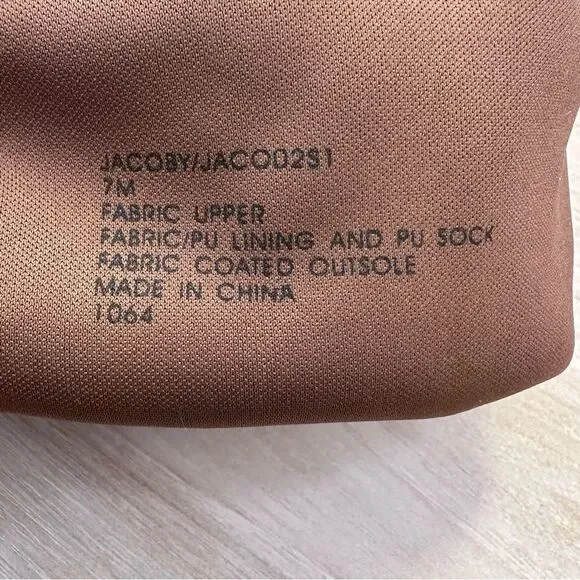 JACOBY/JACO02S1
7M
FABRIC UPPER
FABRIC/PU LINING AND PU SOCK
FABRIC COATED OUTSOLE
MADE IN CHINA
1064